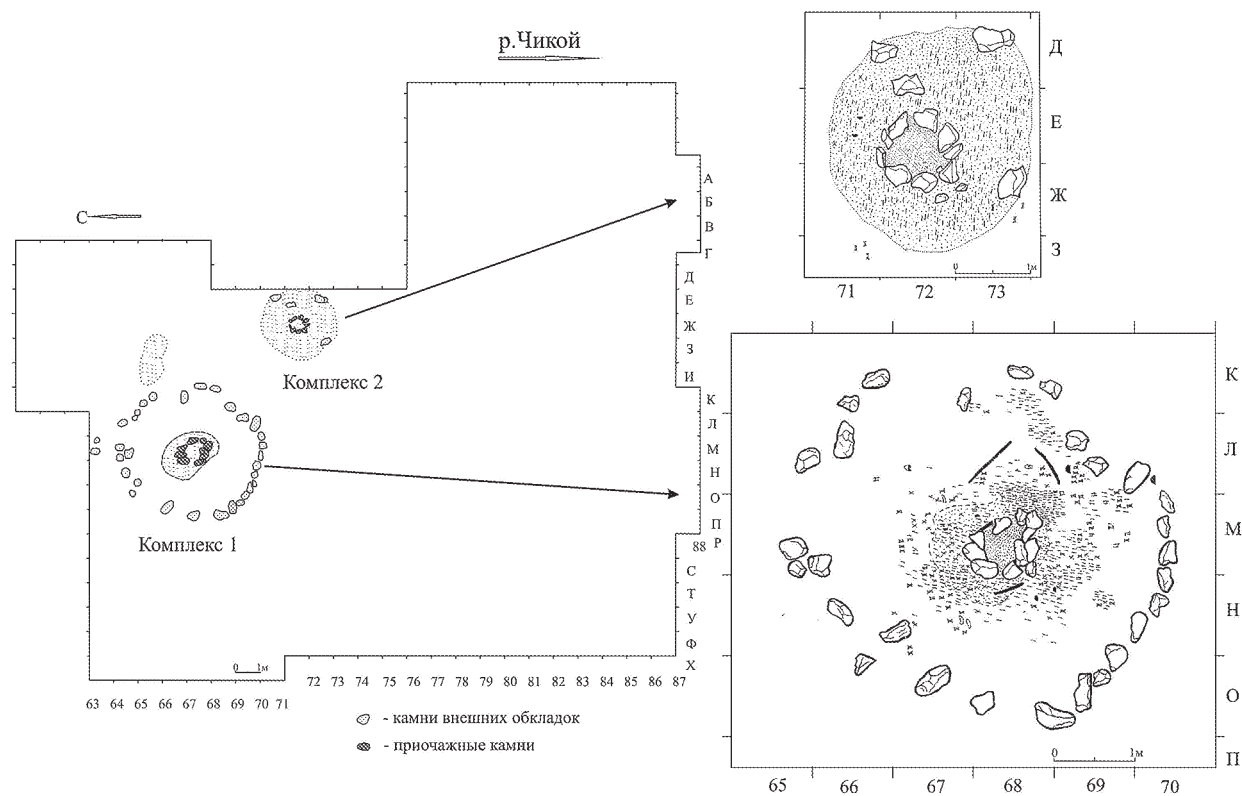 р.Чикой
С
А
Б
В
Г
Д
Е
Ж
З
И
К
Л
М
Н
О
П
Р
С
Т
У
Ф
Х
88
Комплекс 2
Комплекс 1
0 1м
63 64 65 66 67 68 69 70 71
72 73 74 75 76 77 78 79 80 81 82 83 84 85 86 87
- камни внешних обкладок
- приочажные камни
Д
Е
Ж
З
0 1м
71 72 73
К
Л
М
Н
О
П
0 1м
65 66 67 68 69 70